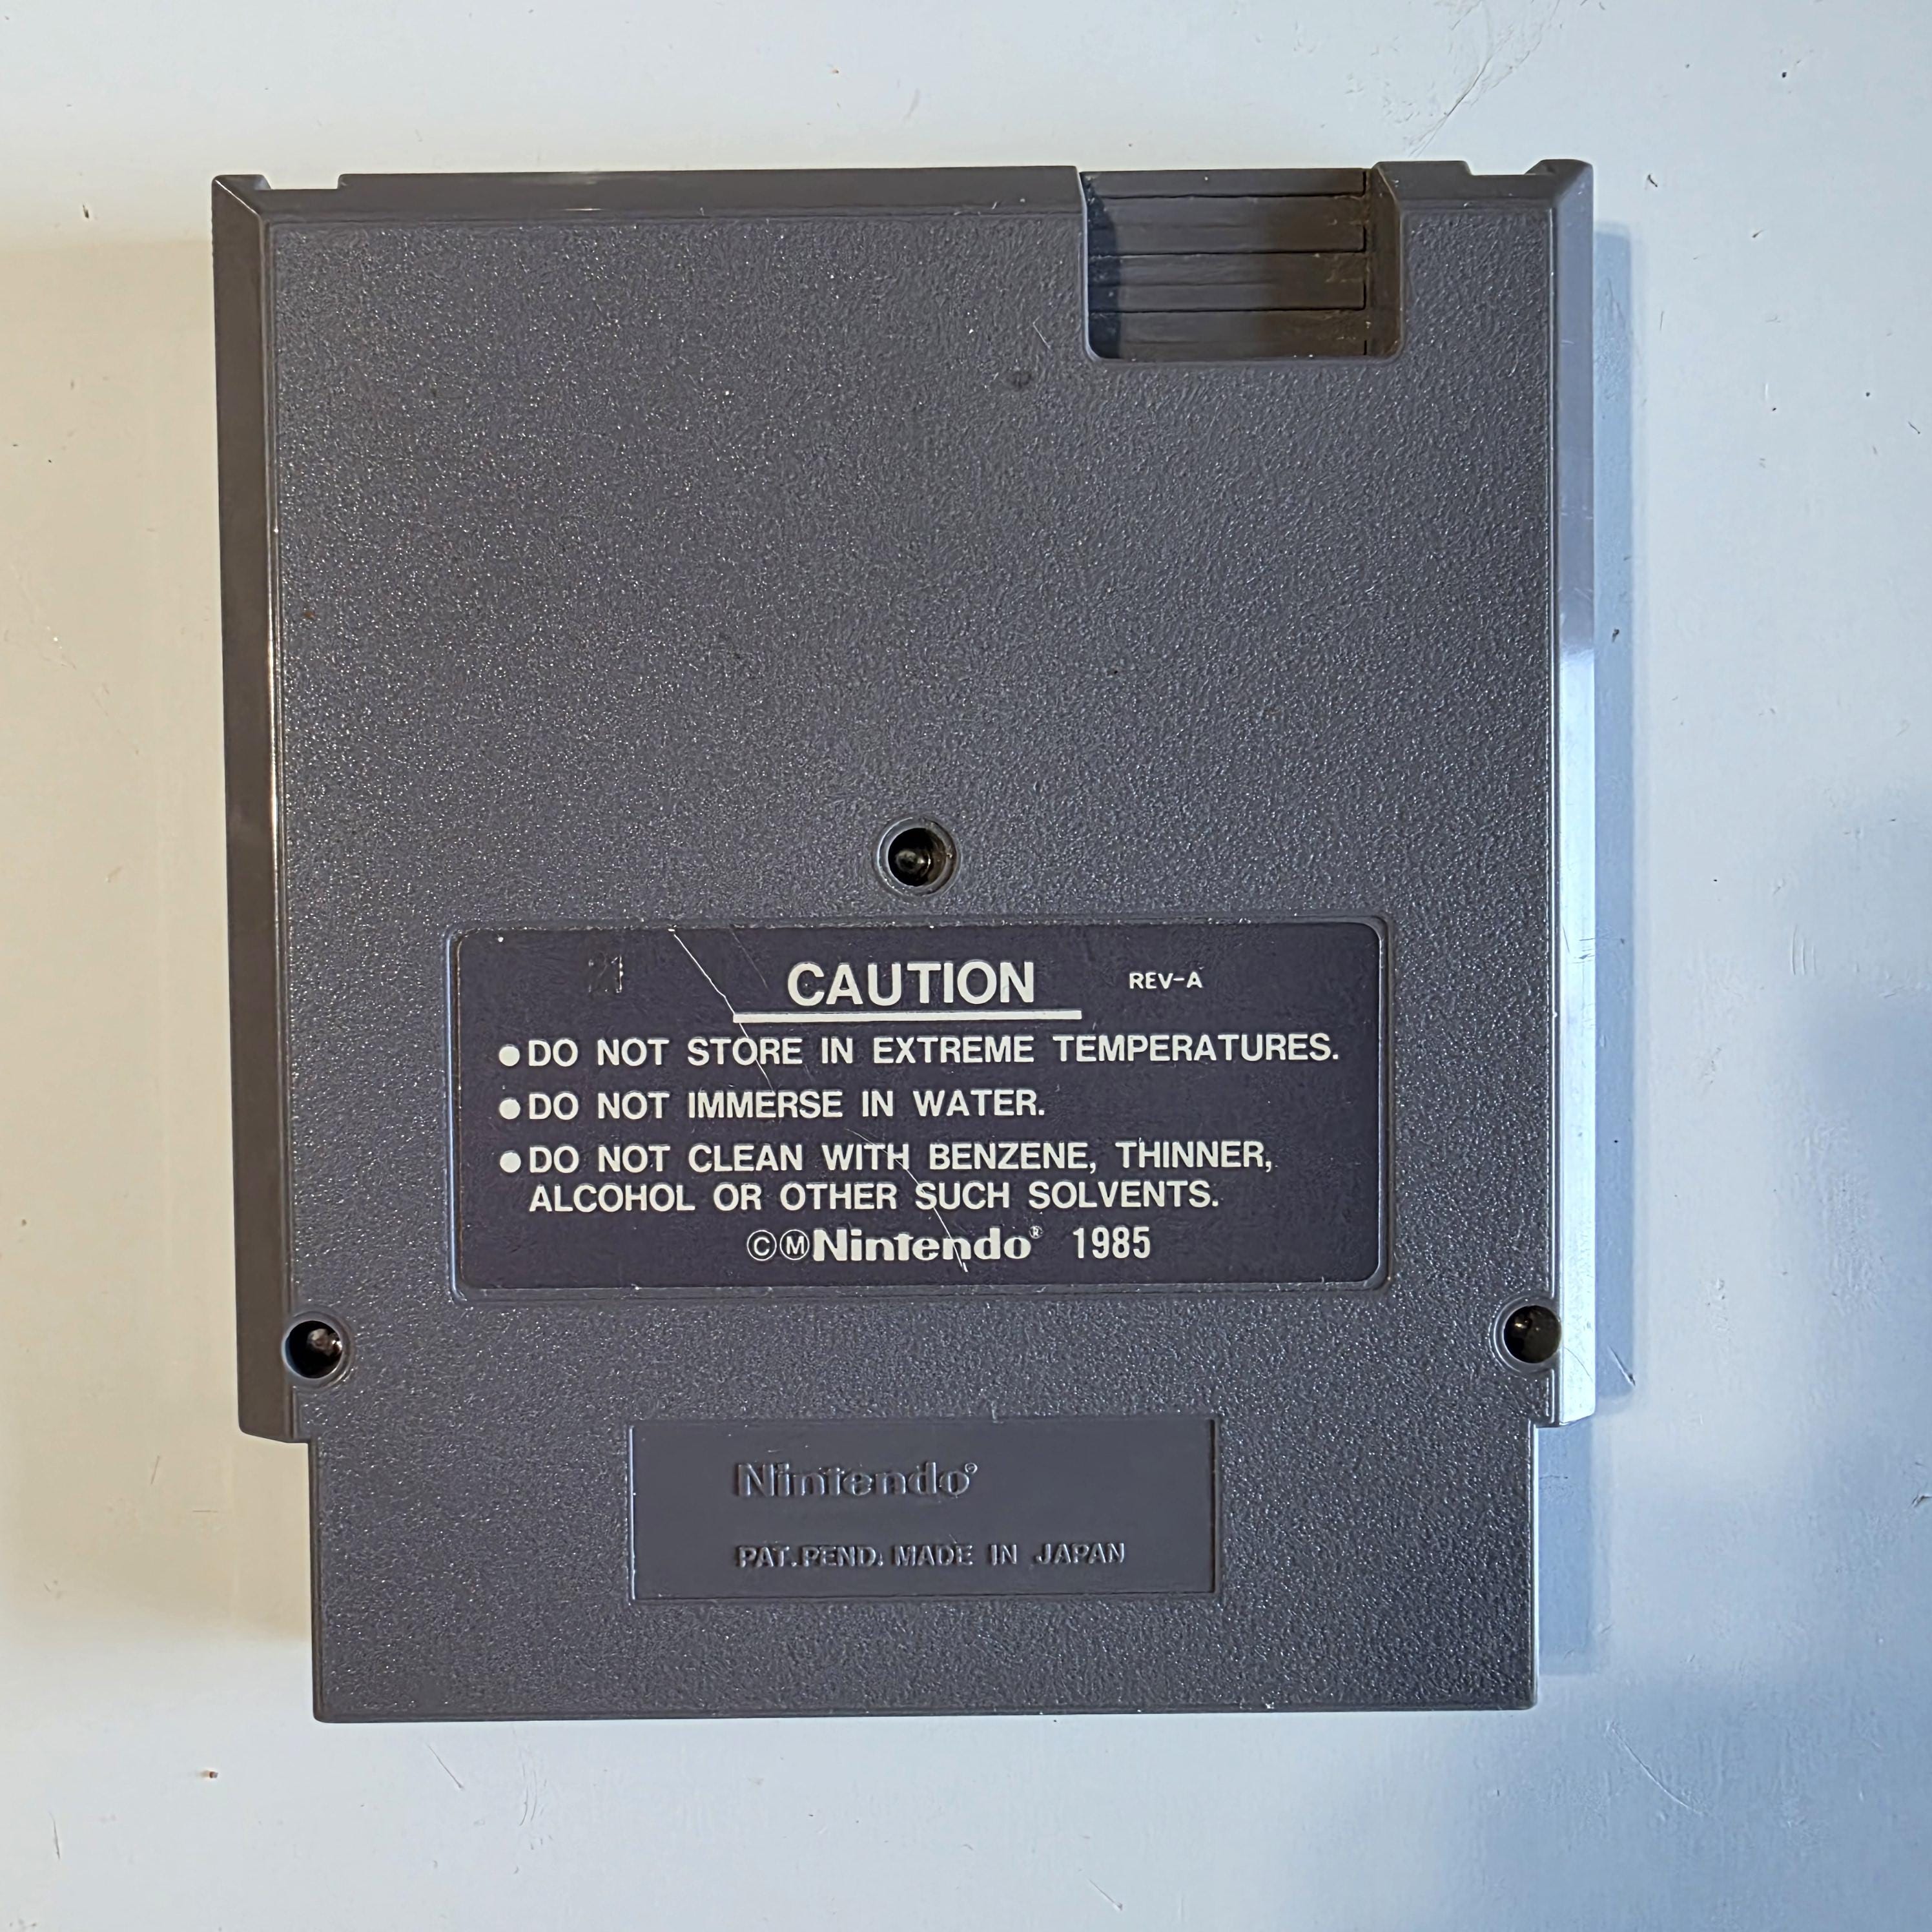 21
CAUTION REV-A
●DO NOT STORE IN EXTREME TEMPERATURES.
●DO NOT IMMERSE IN WATER.
●DO NOT CLEAN WITH BENZENE, THINNER,
ALCOHOL OR OTHER SUCH SOLVENTS.
©ⓂNintendo® 1985
Nintendo®
PAT.PEND. MADE IN JAPAN